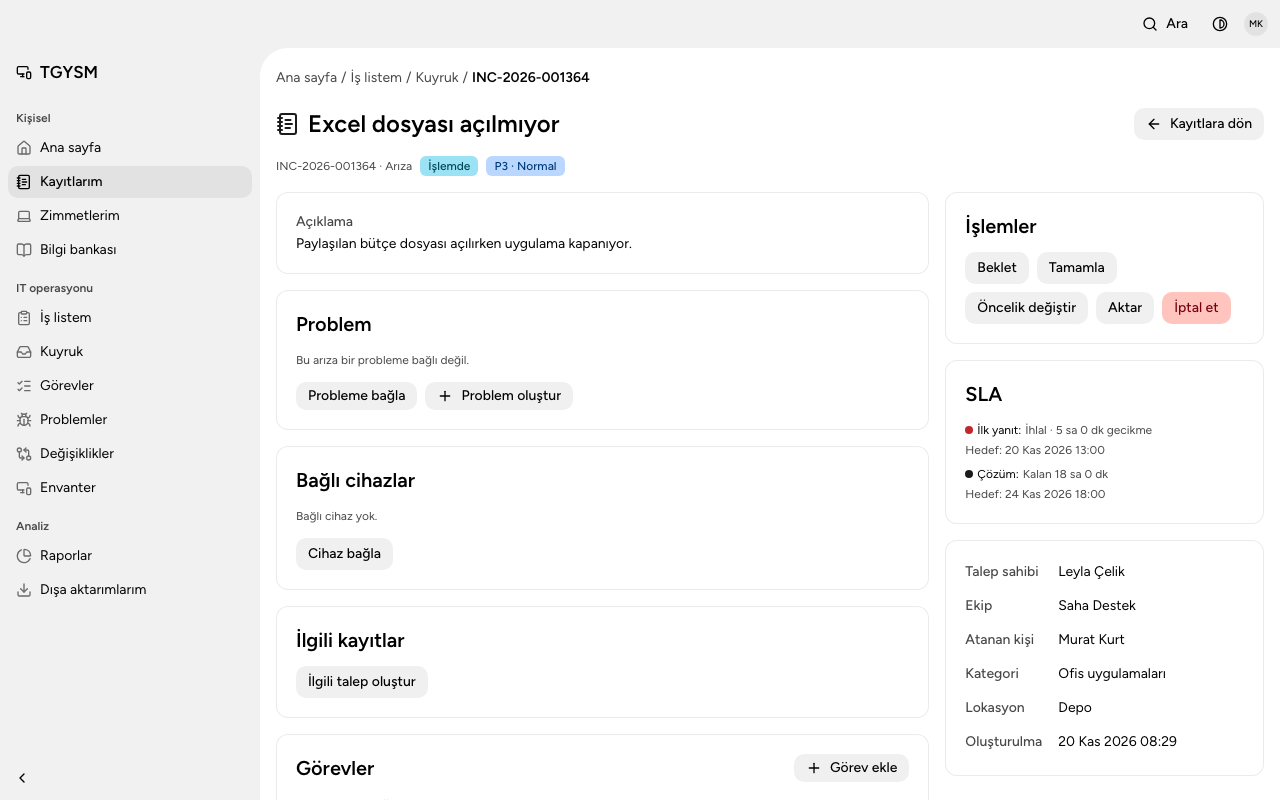 Ara
MK
TGYSM
Kişisel
Ana sayfa
Kayıtlarım
Zimmetlerim
Bilgi bankası
IT operasyonu
İş listem
Kuyruk
Görevler
Problemler
Değişiklikler
Envanter
Analiz
Raporlar
Dışa aktarımlarım
Ana sayfa / İş listem / Kuyruk / INC-2026-001364
Excel dosyası açılmıyor
Kayıtlara dön
INC-2026-001364 · Arıza İşlemde P3 · Normal
Açıklama
Paylaşılan bütçe dosyası açılırken uygulama kapanıyor.
Problem
Bu arıza bir probleme bağlı değil.
Probleme bağla Problem oluştur
Bağlı cihazlar
Bağlı cihaz yok.
Cihaz bağla
İlgili kayıtlar
İlgili talep oluştur
Görevler
Görev ekle
İşlemler
Beklet Tamamla
Öncelik değiştir Aktar İptal et
SLA
İlk yanıt: İhlal · 5 sa 0 dk gecikme
Hedef: 20 Kas 2026 13:00
Çözüm: Kalan 18 sa 0 dk
Hedef: 24 Kas 2026 18:00
Talep sahibi Leyla Çelik
Ekip Saha Destek
Atanan kişi Murat Kurt
Kategori Ofis uygulamaları
Lokasyon Depo
Oluşturulma 20 Kas 2026 08:29